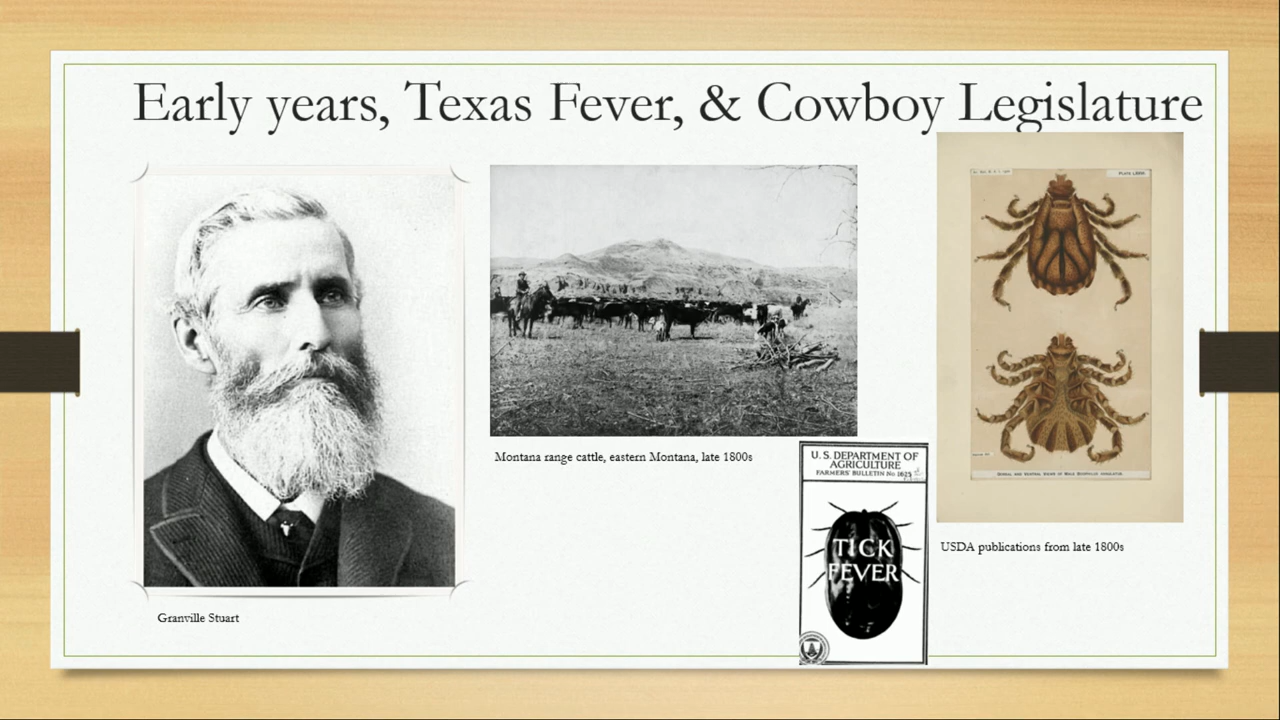 Early years, Texas Fever, & Cowboy Legislature
Granville Stuart
Montana range cattle, eastern Montana, late 1800s
U. S. DEPARTMENT OF
AGRICULTURE
FARMERS' BULLETIN No. 1625
TICK
FEVER
USDA publications from late 1800s